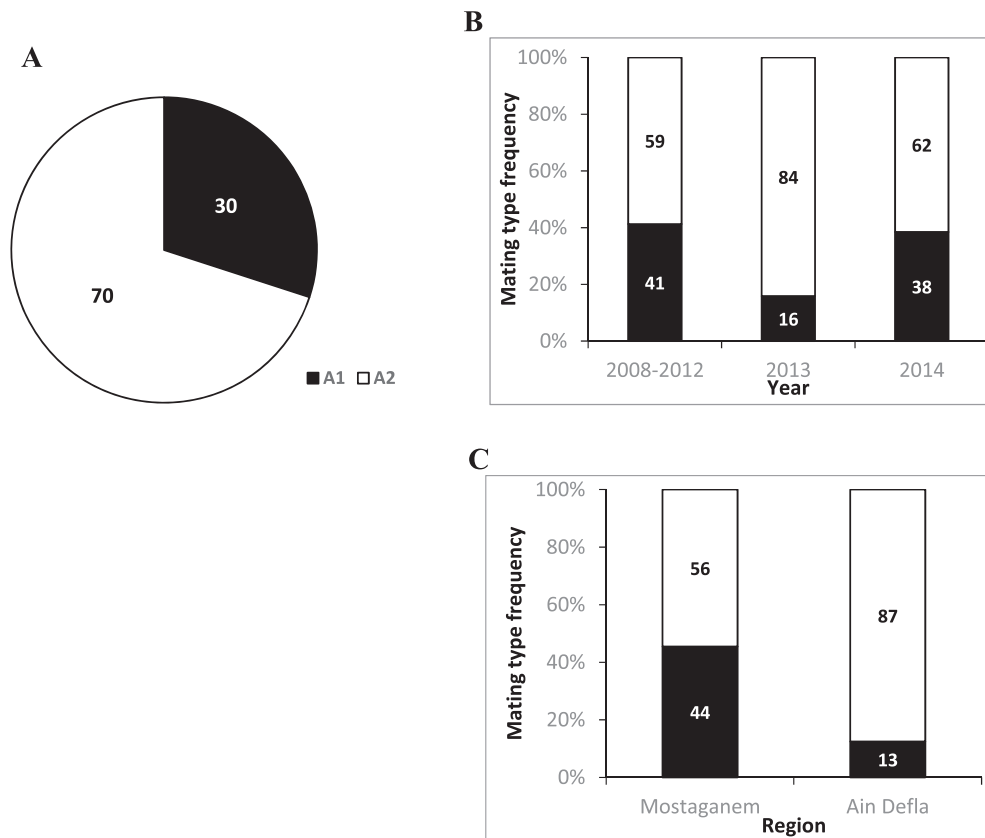 A
30
70
A1 A2
B
Mating type frequency
100%
80%
60%
40%
20%
0%
59
84
62
41
16
38
2008-2012 2013 2014
Year
C
Mating type frequency
100%
80%
60%
40%
20%
0%
56
87
44
13
Mostaganem Ain Defla
Region